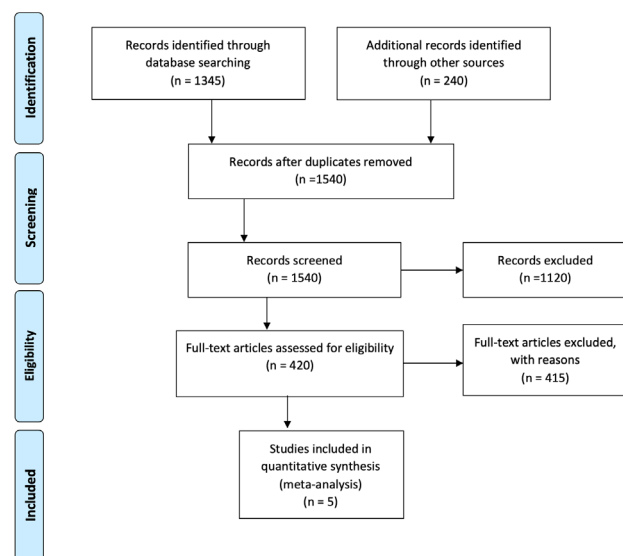 Identification
Records identified through
database searching
(n = 1345)
Additional records identified
through other sources
(n = 240)
Screening
Records after duplicates removed
(n =1540)
Records screened
(n = 1540)
Records excluded
(n =1120)
Eligibility
Full-text articles assessed for eligibility
(n = 420)
Full-text articles excluded,
with reasons
(n = 415)
Included
Studies included in
quantitative synthesis
(meta-analysis)
(n = 5)